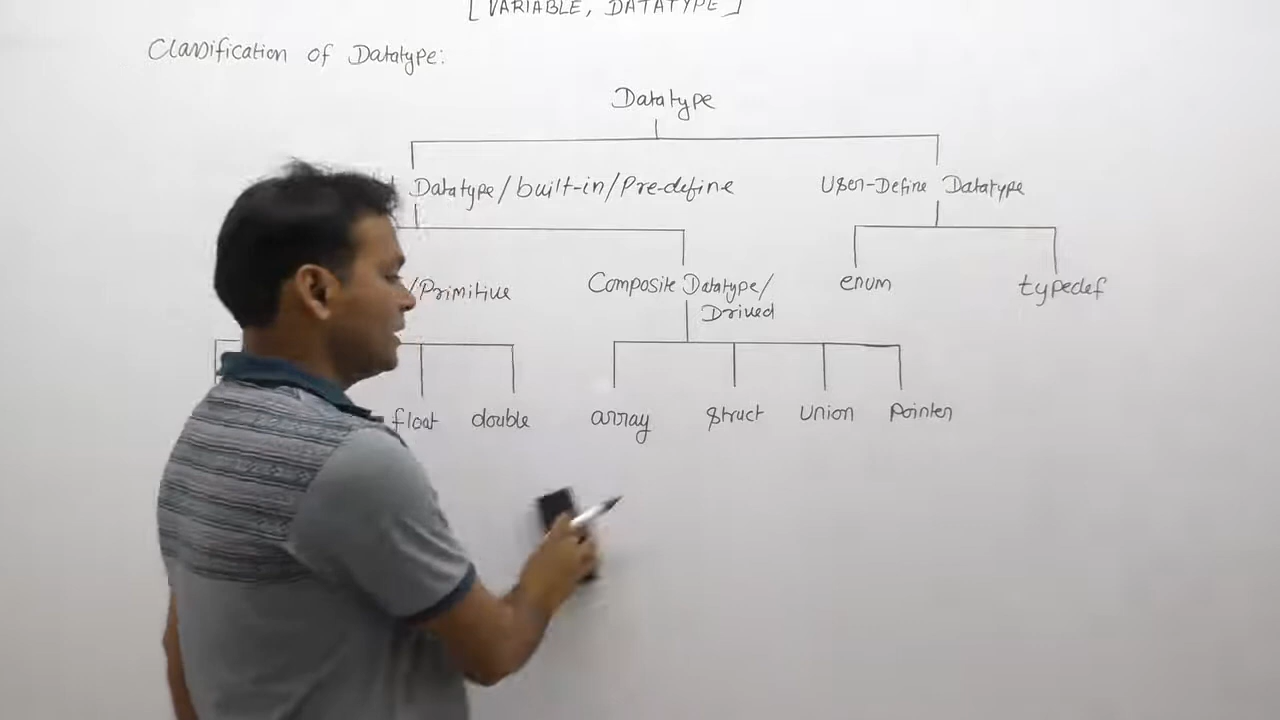 [VARIABLE, DATATYPE]
Classification of Datatype:
Datatype
Datatype/built-in/Pre-define
User-Define Datatype
/Primitive
Composite Datatype/
Drived
enum
typedef
float
double
array
struct
union
pointer